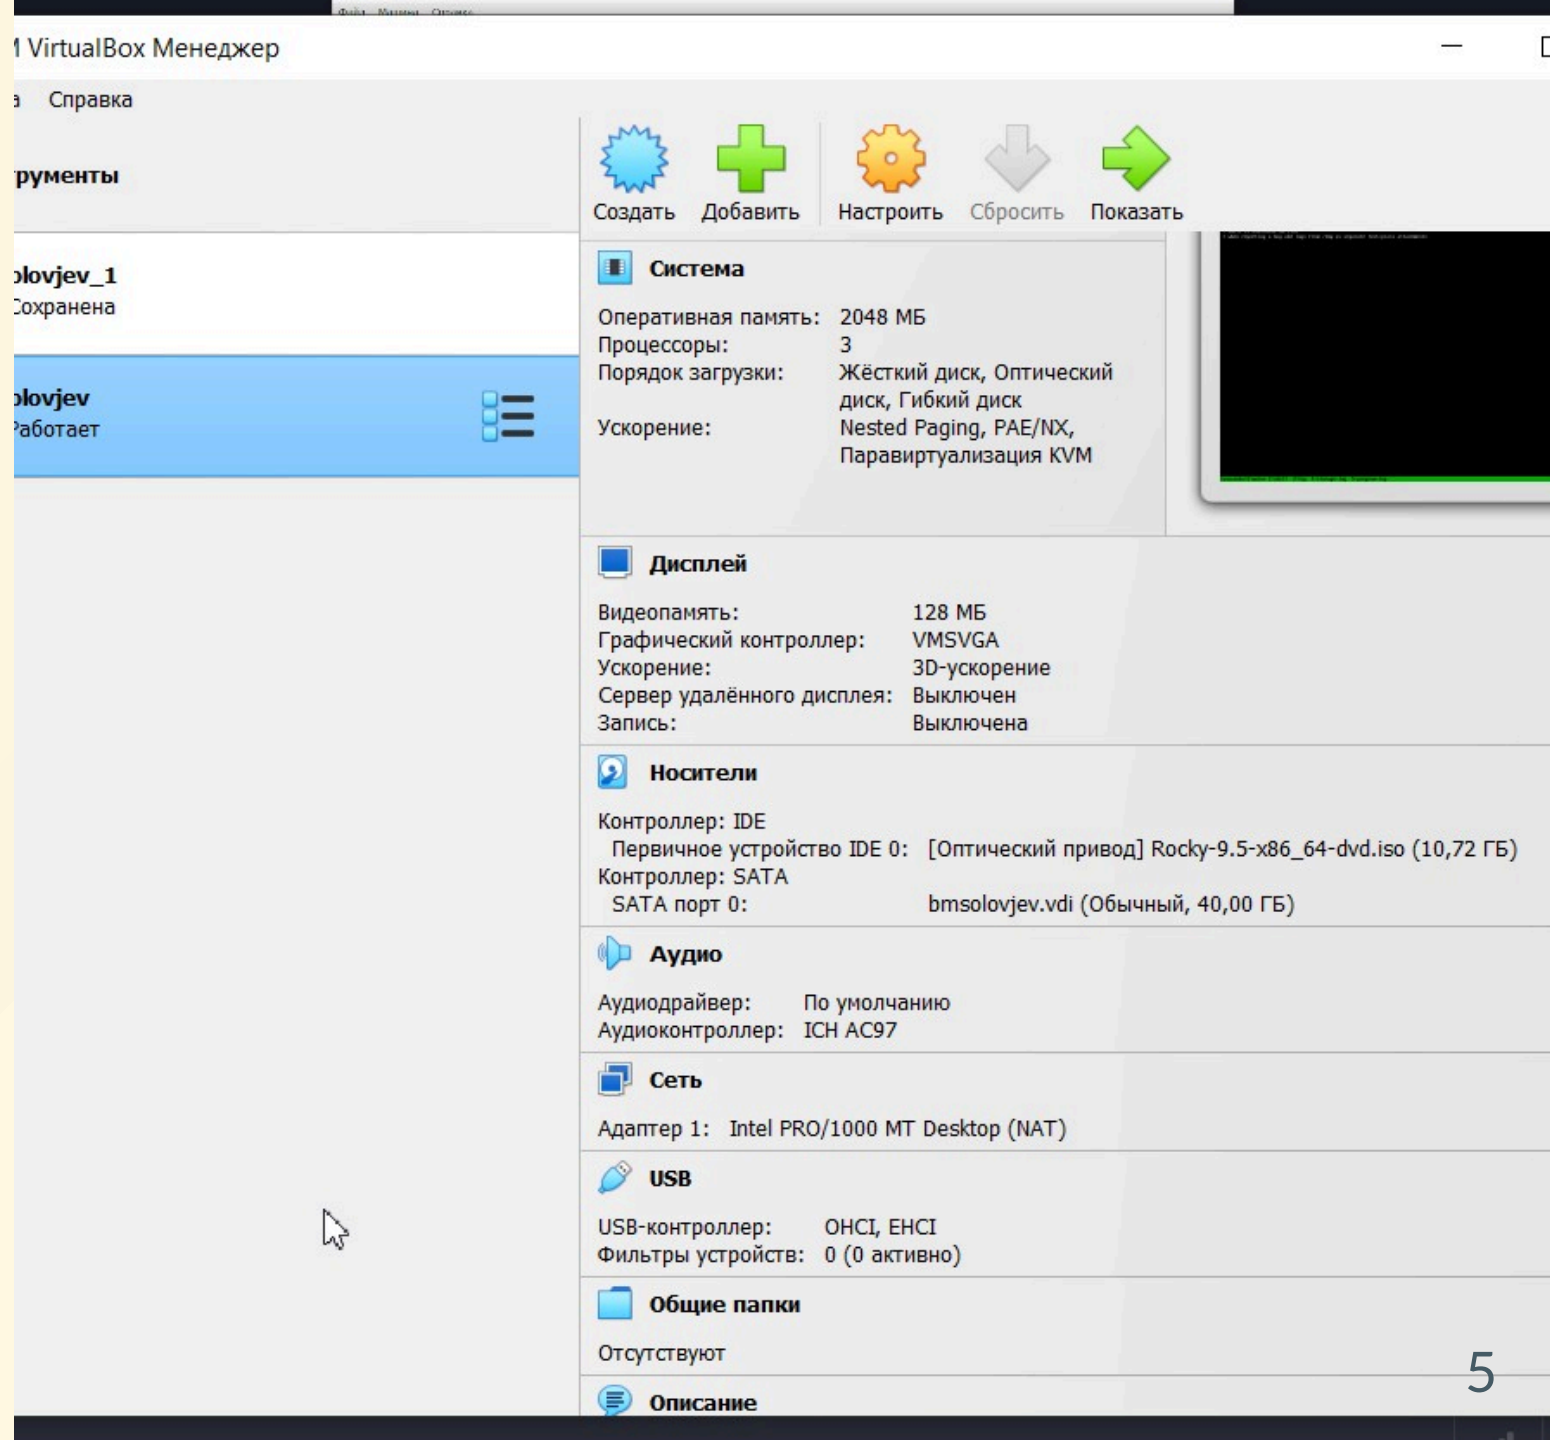 Файл Машина Справка
VirtualBox Менеджер
Справка
рументы
Создать Добавить Настроить Сбросить Показать
olovjev_1
Сохранена
olovjev
Работает
Система
Оперативная память: 2048 МБ
Процессоры: 3
Порядок загрузки: Жёсткий диск, Оптический
диск, Гибкий диск
Ускорение: Nested Paging, PAE/NX,
Паравиртуализация KVM
Дисплей
Видеопамять: 128 МБ
Графический контроллер: VMSVGA
Ускорение: 3D-ускорение
Сервер удалённого дисплея: Выключен
Запись: Выключена
Носители
Контроллер: IDE
Первичное устройство IDE 0: [Оптический привод] Rocky-9.5-x86_64-dvd.iso (10,72 ГБ)
Контроллер: SATA
SATA порт 0: bmsolovjev.vdi (Обычный, 40,00 ГБ)
Аудио
Аудиодрайвер: По умолчанию
Аудиоконтроллер: ICH AC97
Сеть
Адаптер 1: Intel PRO/1000 MT Desktop (NAT)
USB
USB-контроллер: OHCI, EHCI
Фильтры устройств: 0 (0 активно)
Общие папки
Отсутствуют
5
Описание